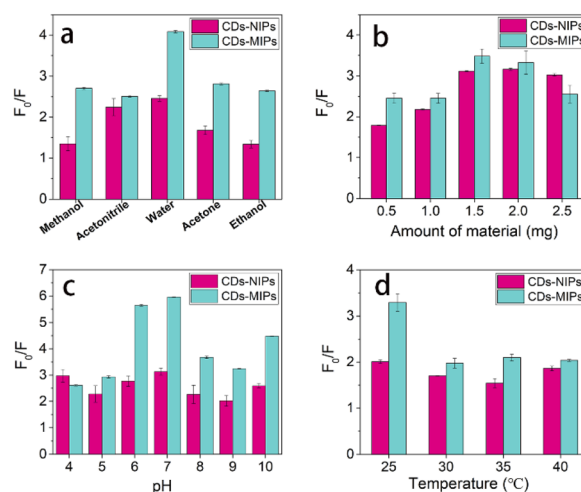 a
CDs-NIPs
CDs-MIPs
F₀/F
5
4
3
2
1
0
Methanol
Acetonitrile
Water
Acetone
Ethanol
b
CDs-NIPs
CDs-MIPs
F₀/F
4
3
2
1
0
0.5 1.0 1.5 2.0 2.5
Amount of material (mg)
c
CDs-NIPs
CDs-MIPs
F₀/F
7
6
5
4
3
2
1
0
4 5 6 7 8 9 10
pH
d
CDs-NIPs
CDs-MIPs
F₀/F
4
3
2
1
0
25 30 35 40
Temperature (℃)